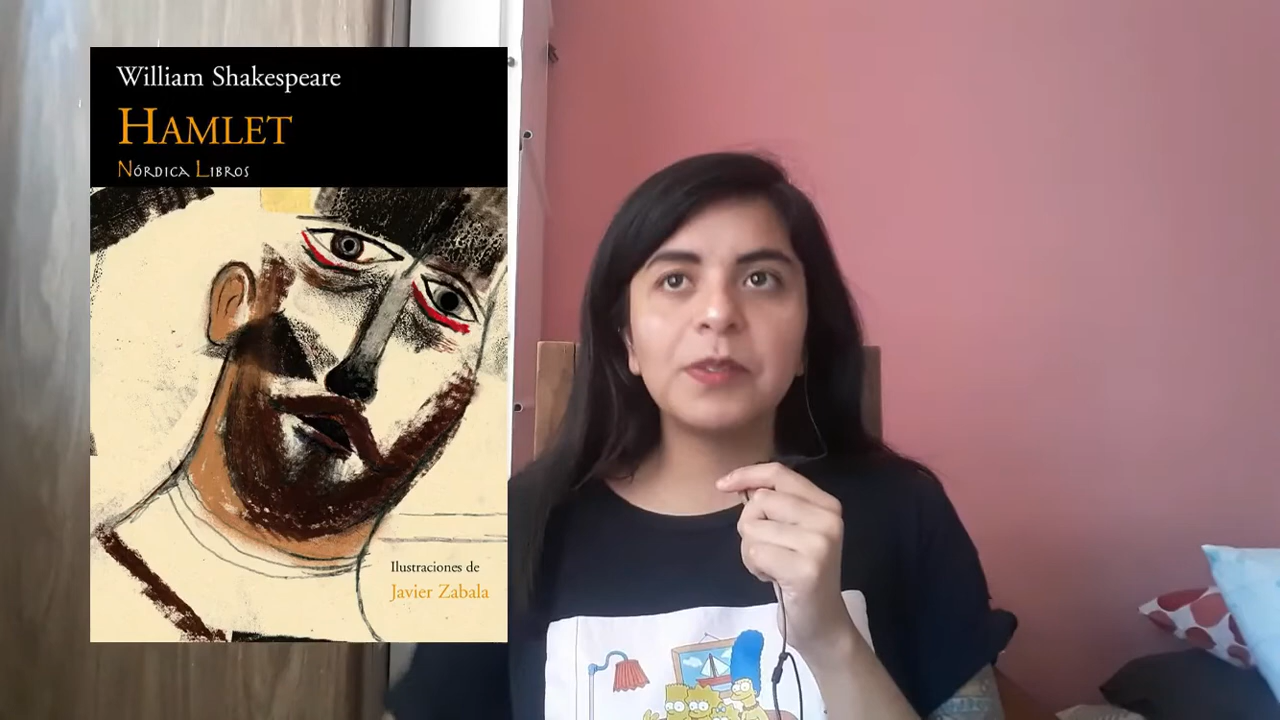 William Shakespeare
HAMLET
NÓRDICA LIBROS
Ilustraciones de
Javier Zabala